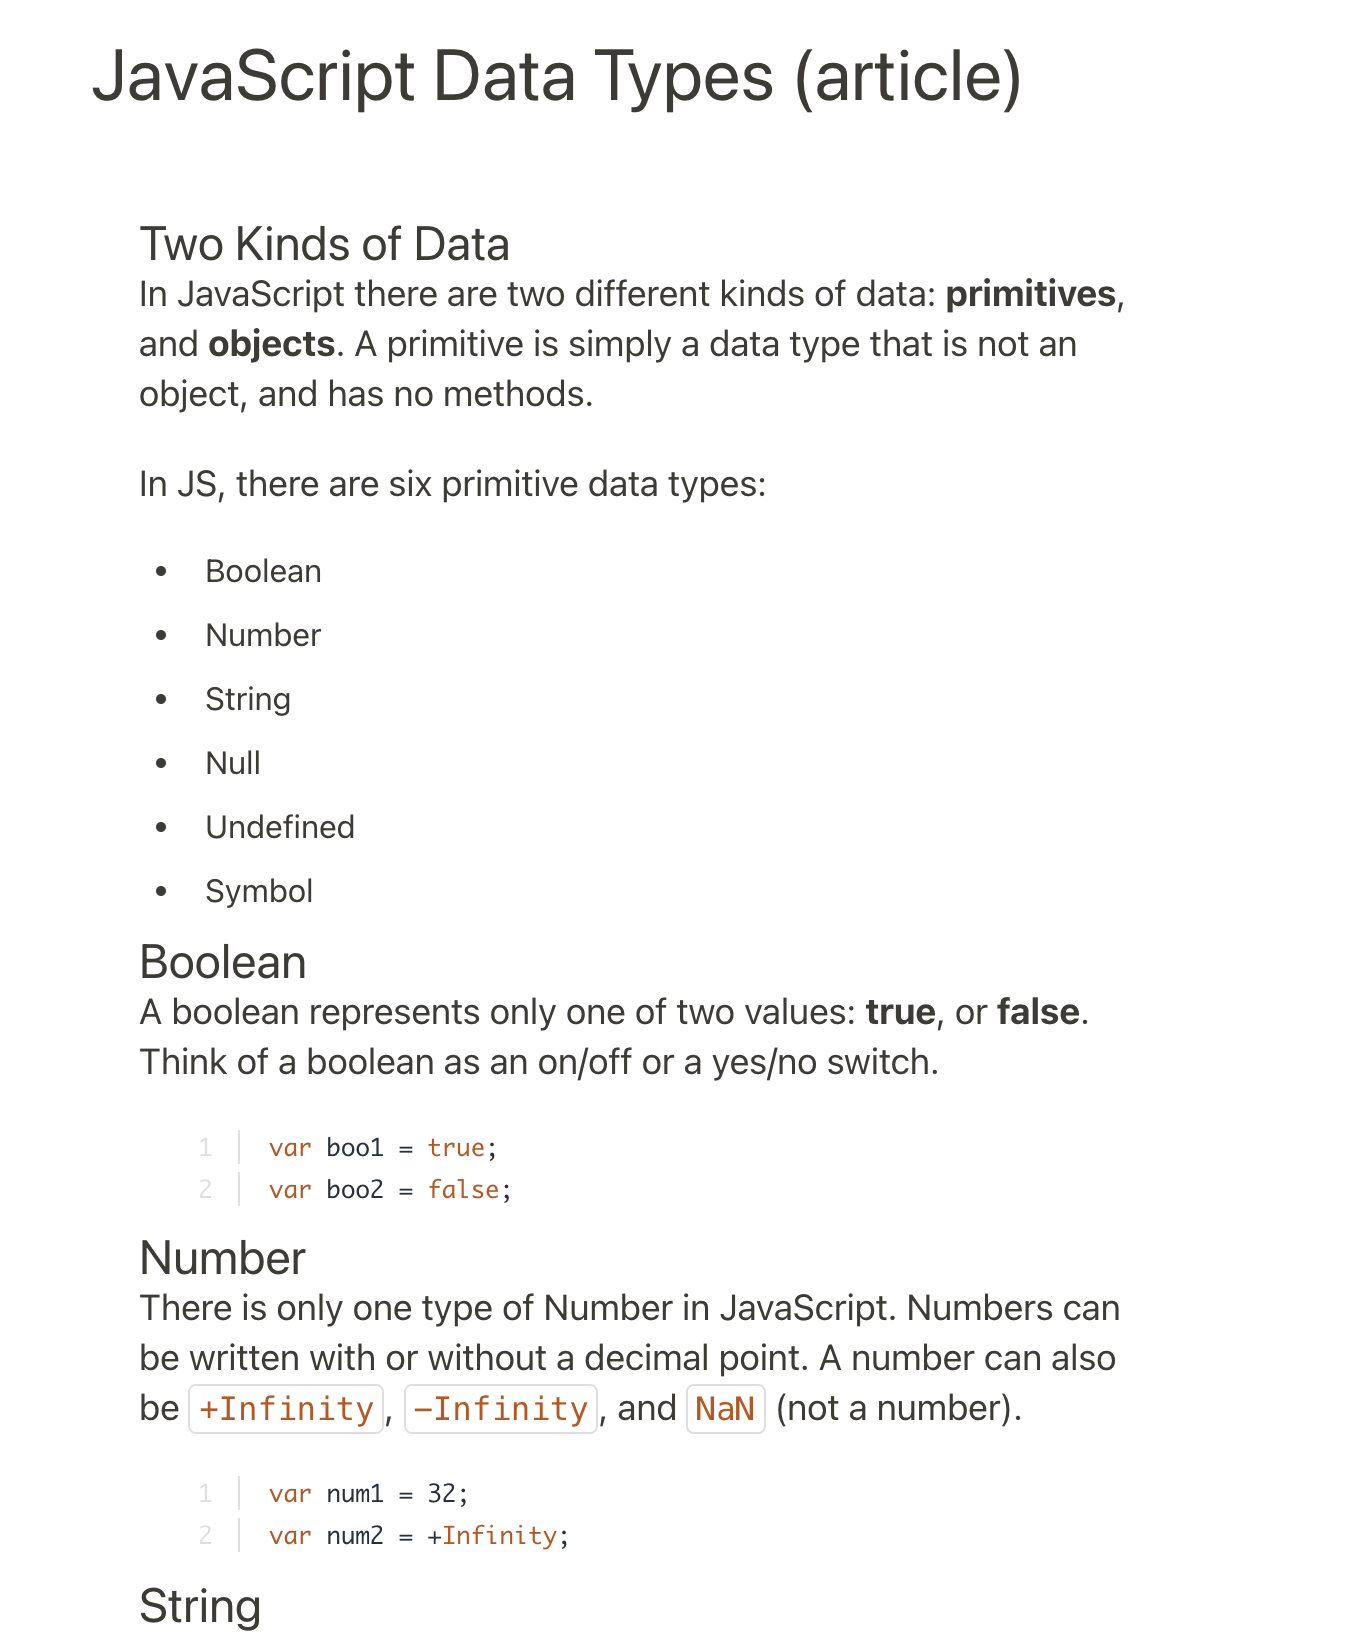 JavaScript Data Types (article)
Two Kinds of Data
In JavaScript there are two different kinds of data: primitives,
and objects. A primitive is simply a data type that is not an
object, and has no methods.
In JS, there are six primitive data types:
• Boolean
• Number
• String
• Null
• Undefined
• Symbol
Boolean
A boolean represents only one of two values: true, or false.
Think of a boolean as an on/off or a yes/no switch.
1 var boo1 = true;
2 var boo2 = false;
Number
There is only one type of Number in JavaScript. Numbers can
be written with or without a decimal point. A number can also
be +Infinity, –Infinity, and NaN (not a number).
1 var num1 = 32;
2 var num2 = +Infinity;
String